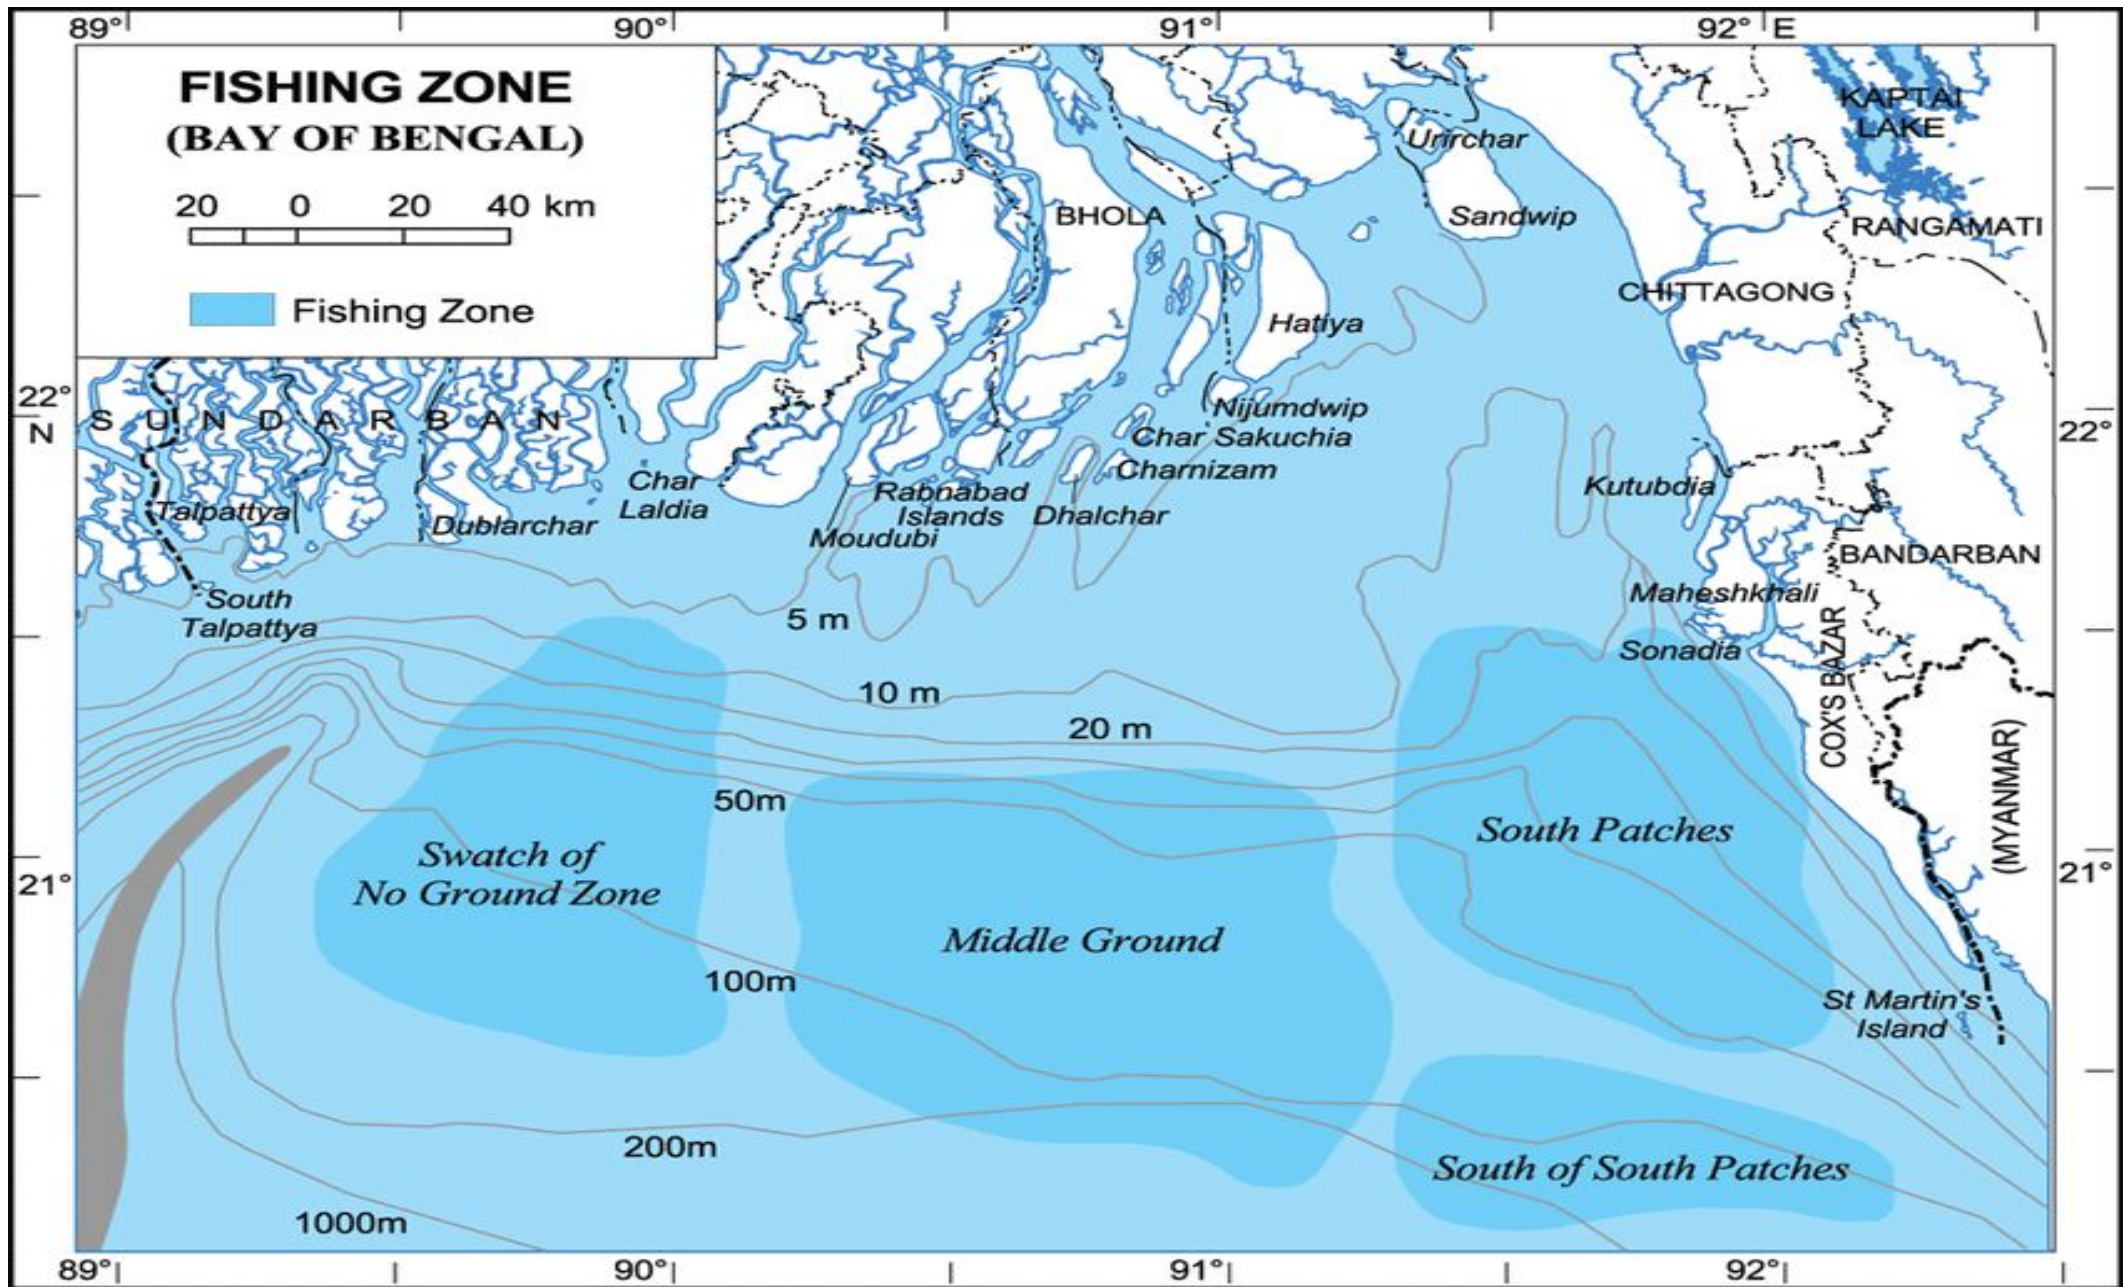 89°
90°
91°
92° E
FISHING ZONE
(BAY OF BENGAL)
20 0 20 40 km
Fishing Zone
KAPTAI
LAKE
Urirchar
BHOLA
Sandwip
RANGAMATI
CHITTAGONG
Hatiya
22°
N
SUNDARBAN
Nijumdwip
Char Sakuchia
Charnizam
22°
Char
Laldia
Kutubdia
Talpattya
Dublarchar
Rabnabad
Islands
Dhalchar
Moudubi
BANDARBAN
South
Talpattya
Maheshkhali
5 m
Sonadia
COX'S BAZAR
10 m
20 m
(MYANMAR)
50m
South Patches
Swatch of
No Ground Zone
21°
21°
Middle Ground
100m
St Martin's
Island
200m
South of South Patches
1000m
89°
90°
91°
92°